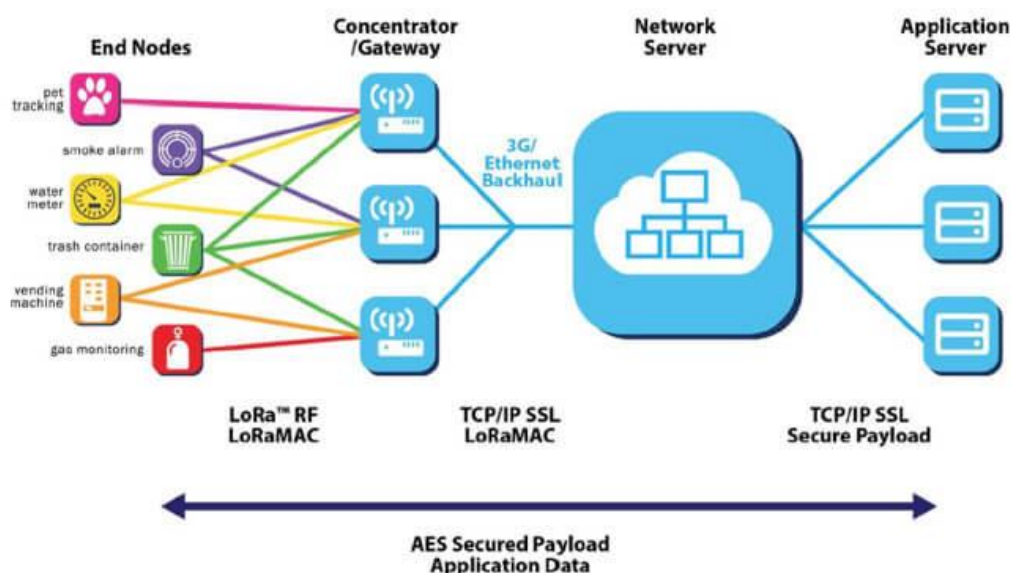 End Nodes
Concentrator
/Gateway
Network
Server
Application
Server
pet
tracking
smoke alarm
water
meter
trash container
vending
machine
gas monitoring
3G/
Ethernet
Backhaul
LoRa™ RF
LoRaMAC
TCP/IP SSL
LoRaMAC
TCP/IP SSL
Secure Payload
AES Secured Payload
Application Data